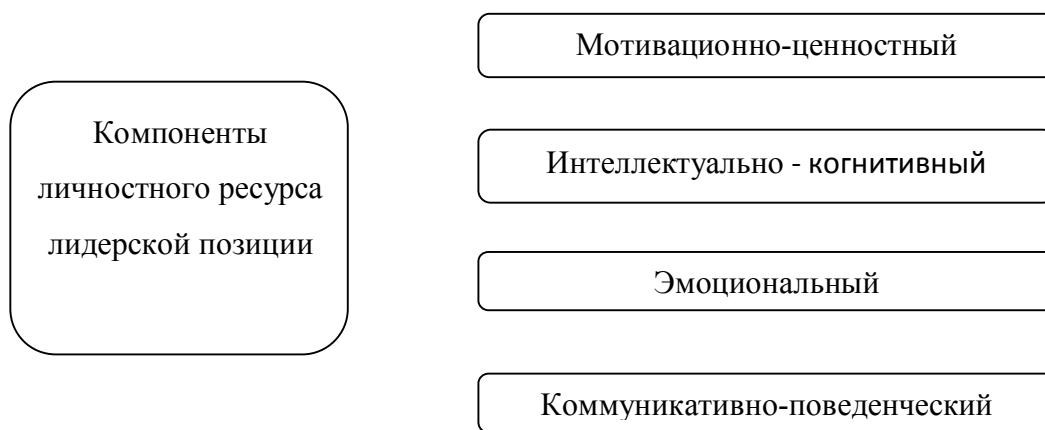 Компоненты
личностного ресурса
лидерской позиции
Мотивационно-ценностный
Интеллектуально - когнитивный
Эмоциональный
Коммуникативно-поведенческий